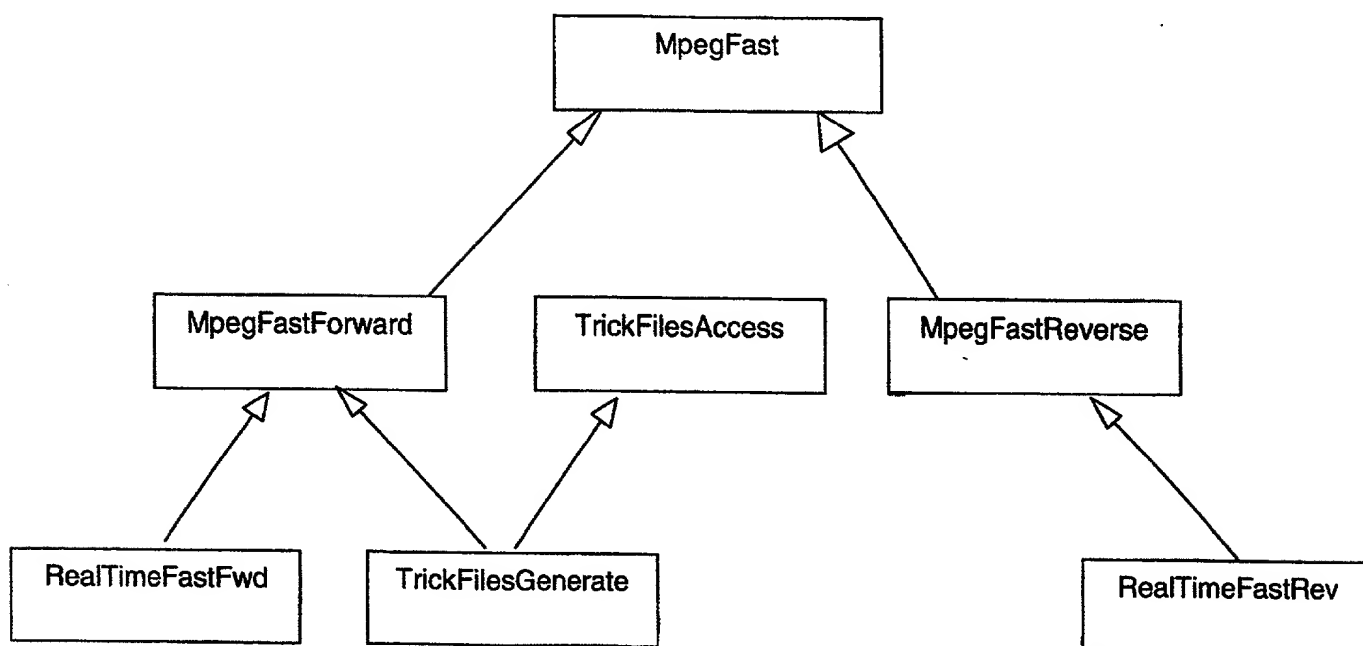 MpegFast
MpegFastForward
TrickFilesAccess
MpegFastReverse
RealTimeFastFwd
TrickFilesGenerate
RealTimeFastRev